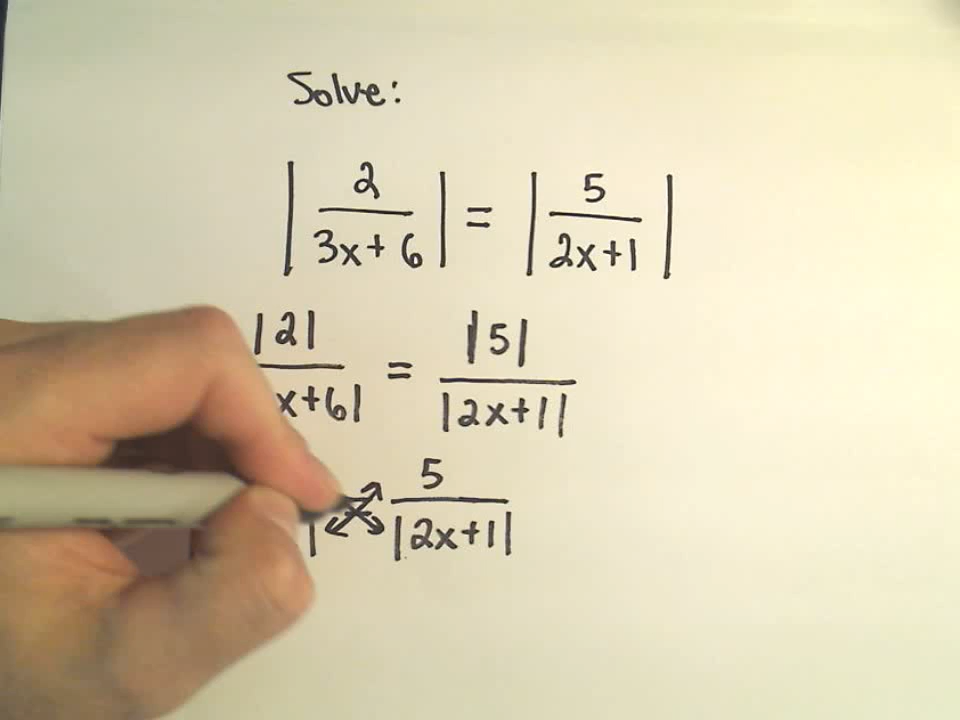 Solve:
| 2 / 3x + 6 | = | 5 / 2x+1 |
|2| / x+6| = |5| / |2x+1|
| 5 / |2x+1|